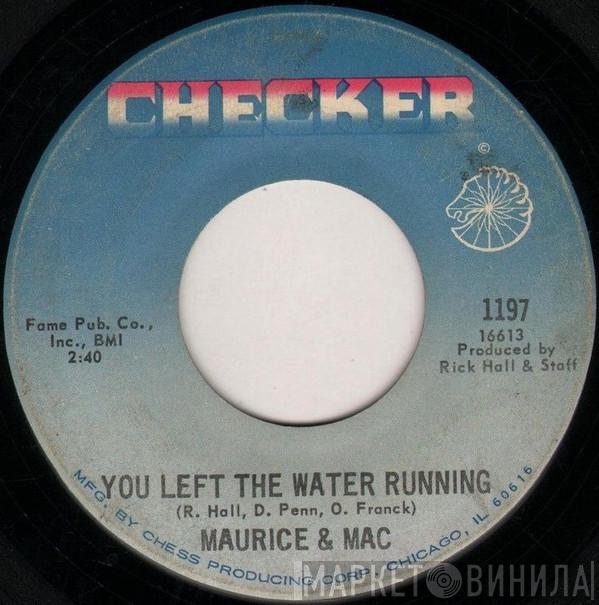 CHECKER
©
1197
16613
Produced by
Rick Hall & Staff
Fame Pub. Co.,
Inc., BMI
2:40
YOU LEFT THE WATER RUNNING
(R. Hall, D. Penn, O. Franck)
MAURICE & MAC
MFG. BY CHESS PRODUCING CORP. CHICAGO, IL 60616
МАРКЕТ ВИНИЛА